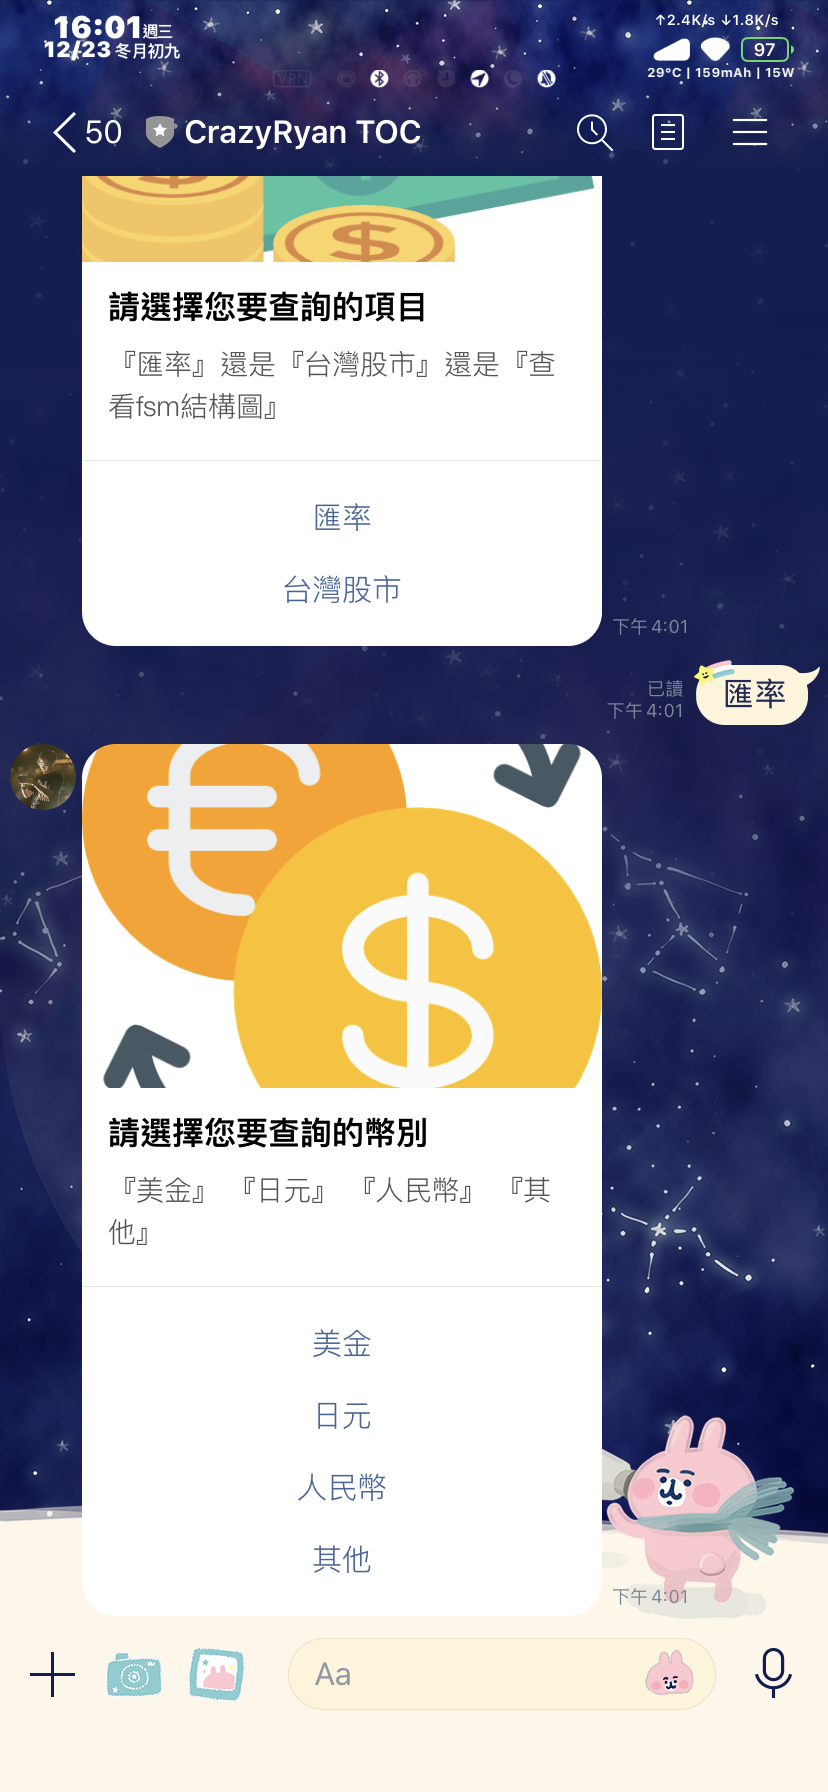 16:01週三
12/23 冬月初九
↑2.4K/s ↓1.8K/s
97
29°C | 159mAh | 15W
VPN
50 CrazyRyan TOC
請選擇您要查詢的項目
『匯率』還是『台灣股市』還是『查
看fsm結構圖』
匯率
台灣股市
下午 4:01
已讀
下午 4:01
匯率
請選擇您要查詢的幣別
『美金』 『日元』 『人民幣』 『其
他』
美金
日元
人民幣
其他
下午 4:01
Aa